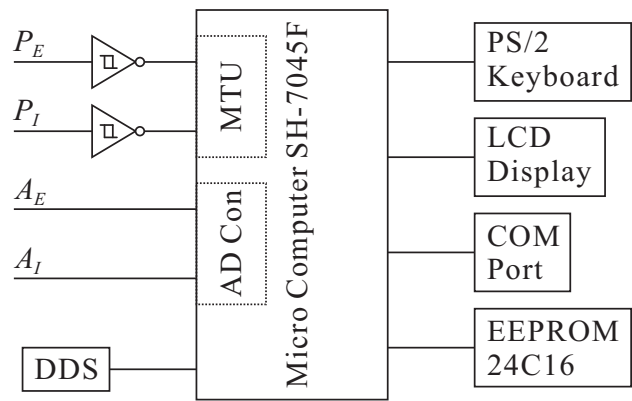 P_E
P_I
A_E
A_I
DDS
MTU
AD Con
Micro Computer SH-7045F
PS/2
Keyboard
LCD
Display
COM
Port
EEPROM
24C16